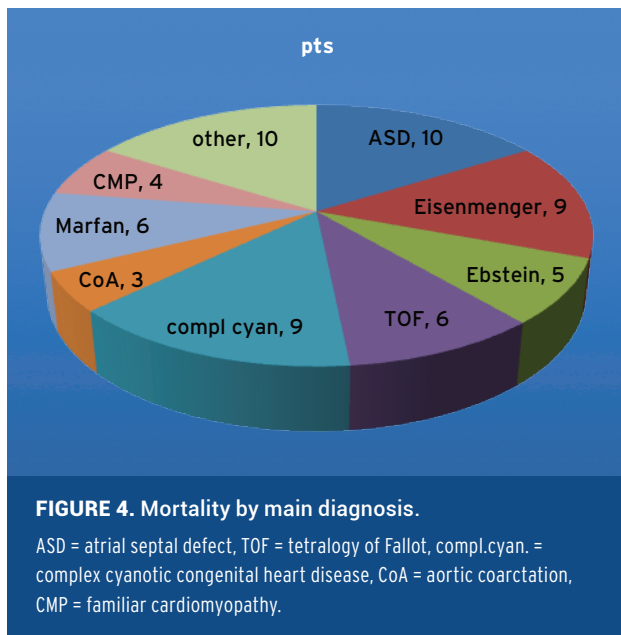 pts
other, 10
ASD, 10
CMP, 4
Eisenmenger, 9
Marfan, 6
Ebstein, 5
CoA, 3
TOF, 6
compl cyan, 9
FIGURE 4. Mortality by main diagnosis.
ASD = atrial septal defect, TOF = tetralogy of Fallot, compl.cyan. =
complex cyanotic congenital heart disease, CoA = aortic coarctation,
CMP = familiar cardiomyopathy.